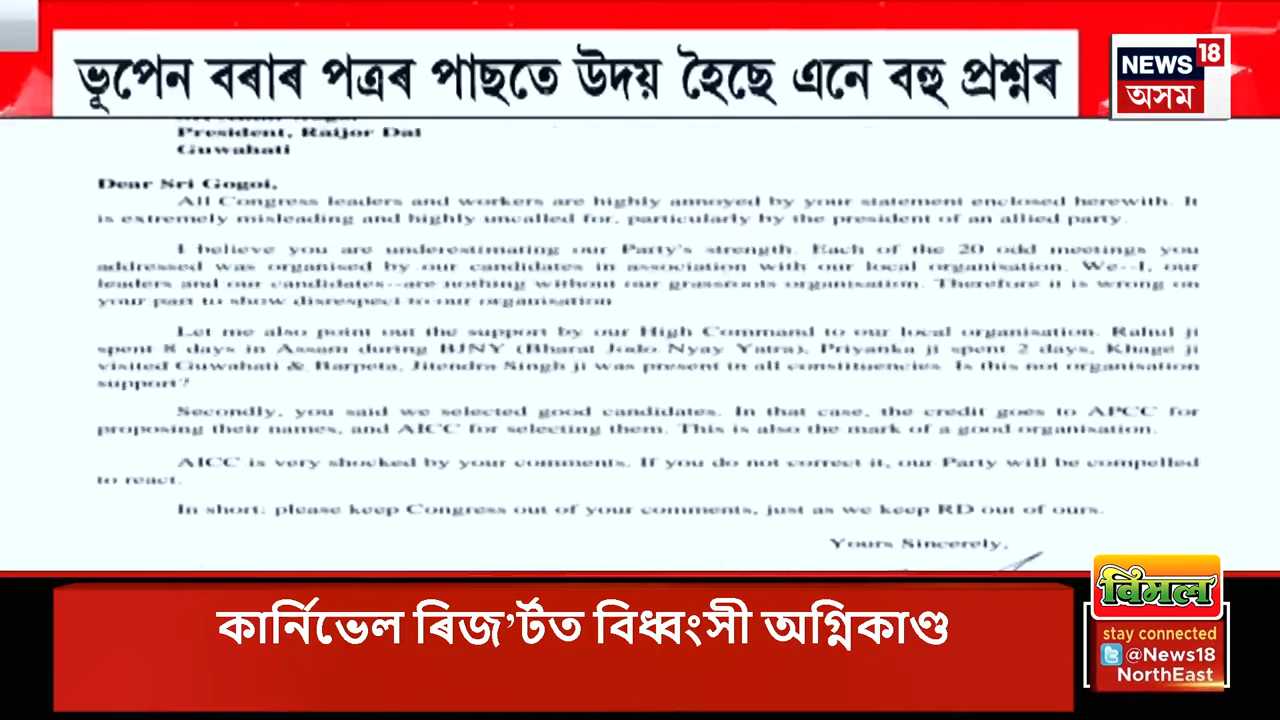 ভূপেন বৰাৰ পত্ৰৰ পাছতে উদয় হৈছে এনে বহু প্ৰশ্নৰ
NEWS 18
অসম
President, Raijor Dal
Guwahati
Dear Sri Gogoi,
All Congress leaders and workers are highly annoyed by your statement enclosed herewith. It
is extremely misleading and highly uncalled for, particularly by the president of an allied party.
I believe you are underestimating our Party's strength. Each of the 20 odd meetings you
addressed was organised by our candidates in association with our local organisation. We--I, our
leaders and our candidates--are nothing without our grassroots organisation. Therefore it is wrong on
your part to show disrespect to our organisation
Let me also point out the support by our High Command to our local organisation. Rahul ji
spent 8 days in Assam during BJNY (Bharat Jodo Nyay Yatra), Priyanka ji spent 2 days, Khage ji
visited Guwahati & Barpeta, Jitendra Singh ji was present in all constituencies. Is this not organisation
support?
Secondly, you said we selected good candidates. In that case, the credit goes to APCC for
proposing their names, and AICC for selecting them. This is also the mark of a good organisation.
AICC is very shocked by your comments. If you do not correct it, our Party will be compelled
to react.
In short: please keep Congress out of your comments, just as we keep RD out of ours.
Yours Sincerely,
কাৰ্নিভেল ৰিজ'ৰ্টত বিধ্বংসী অগ্নিকাণ্ড
विमल
stay connected
@News18
NorthEast